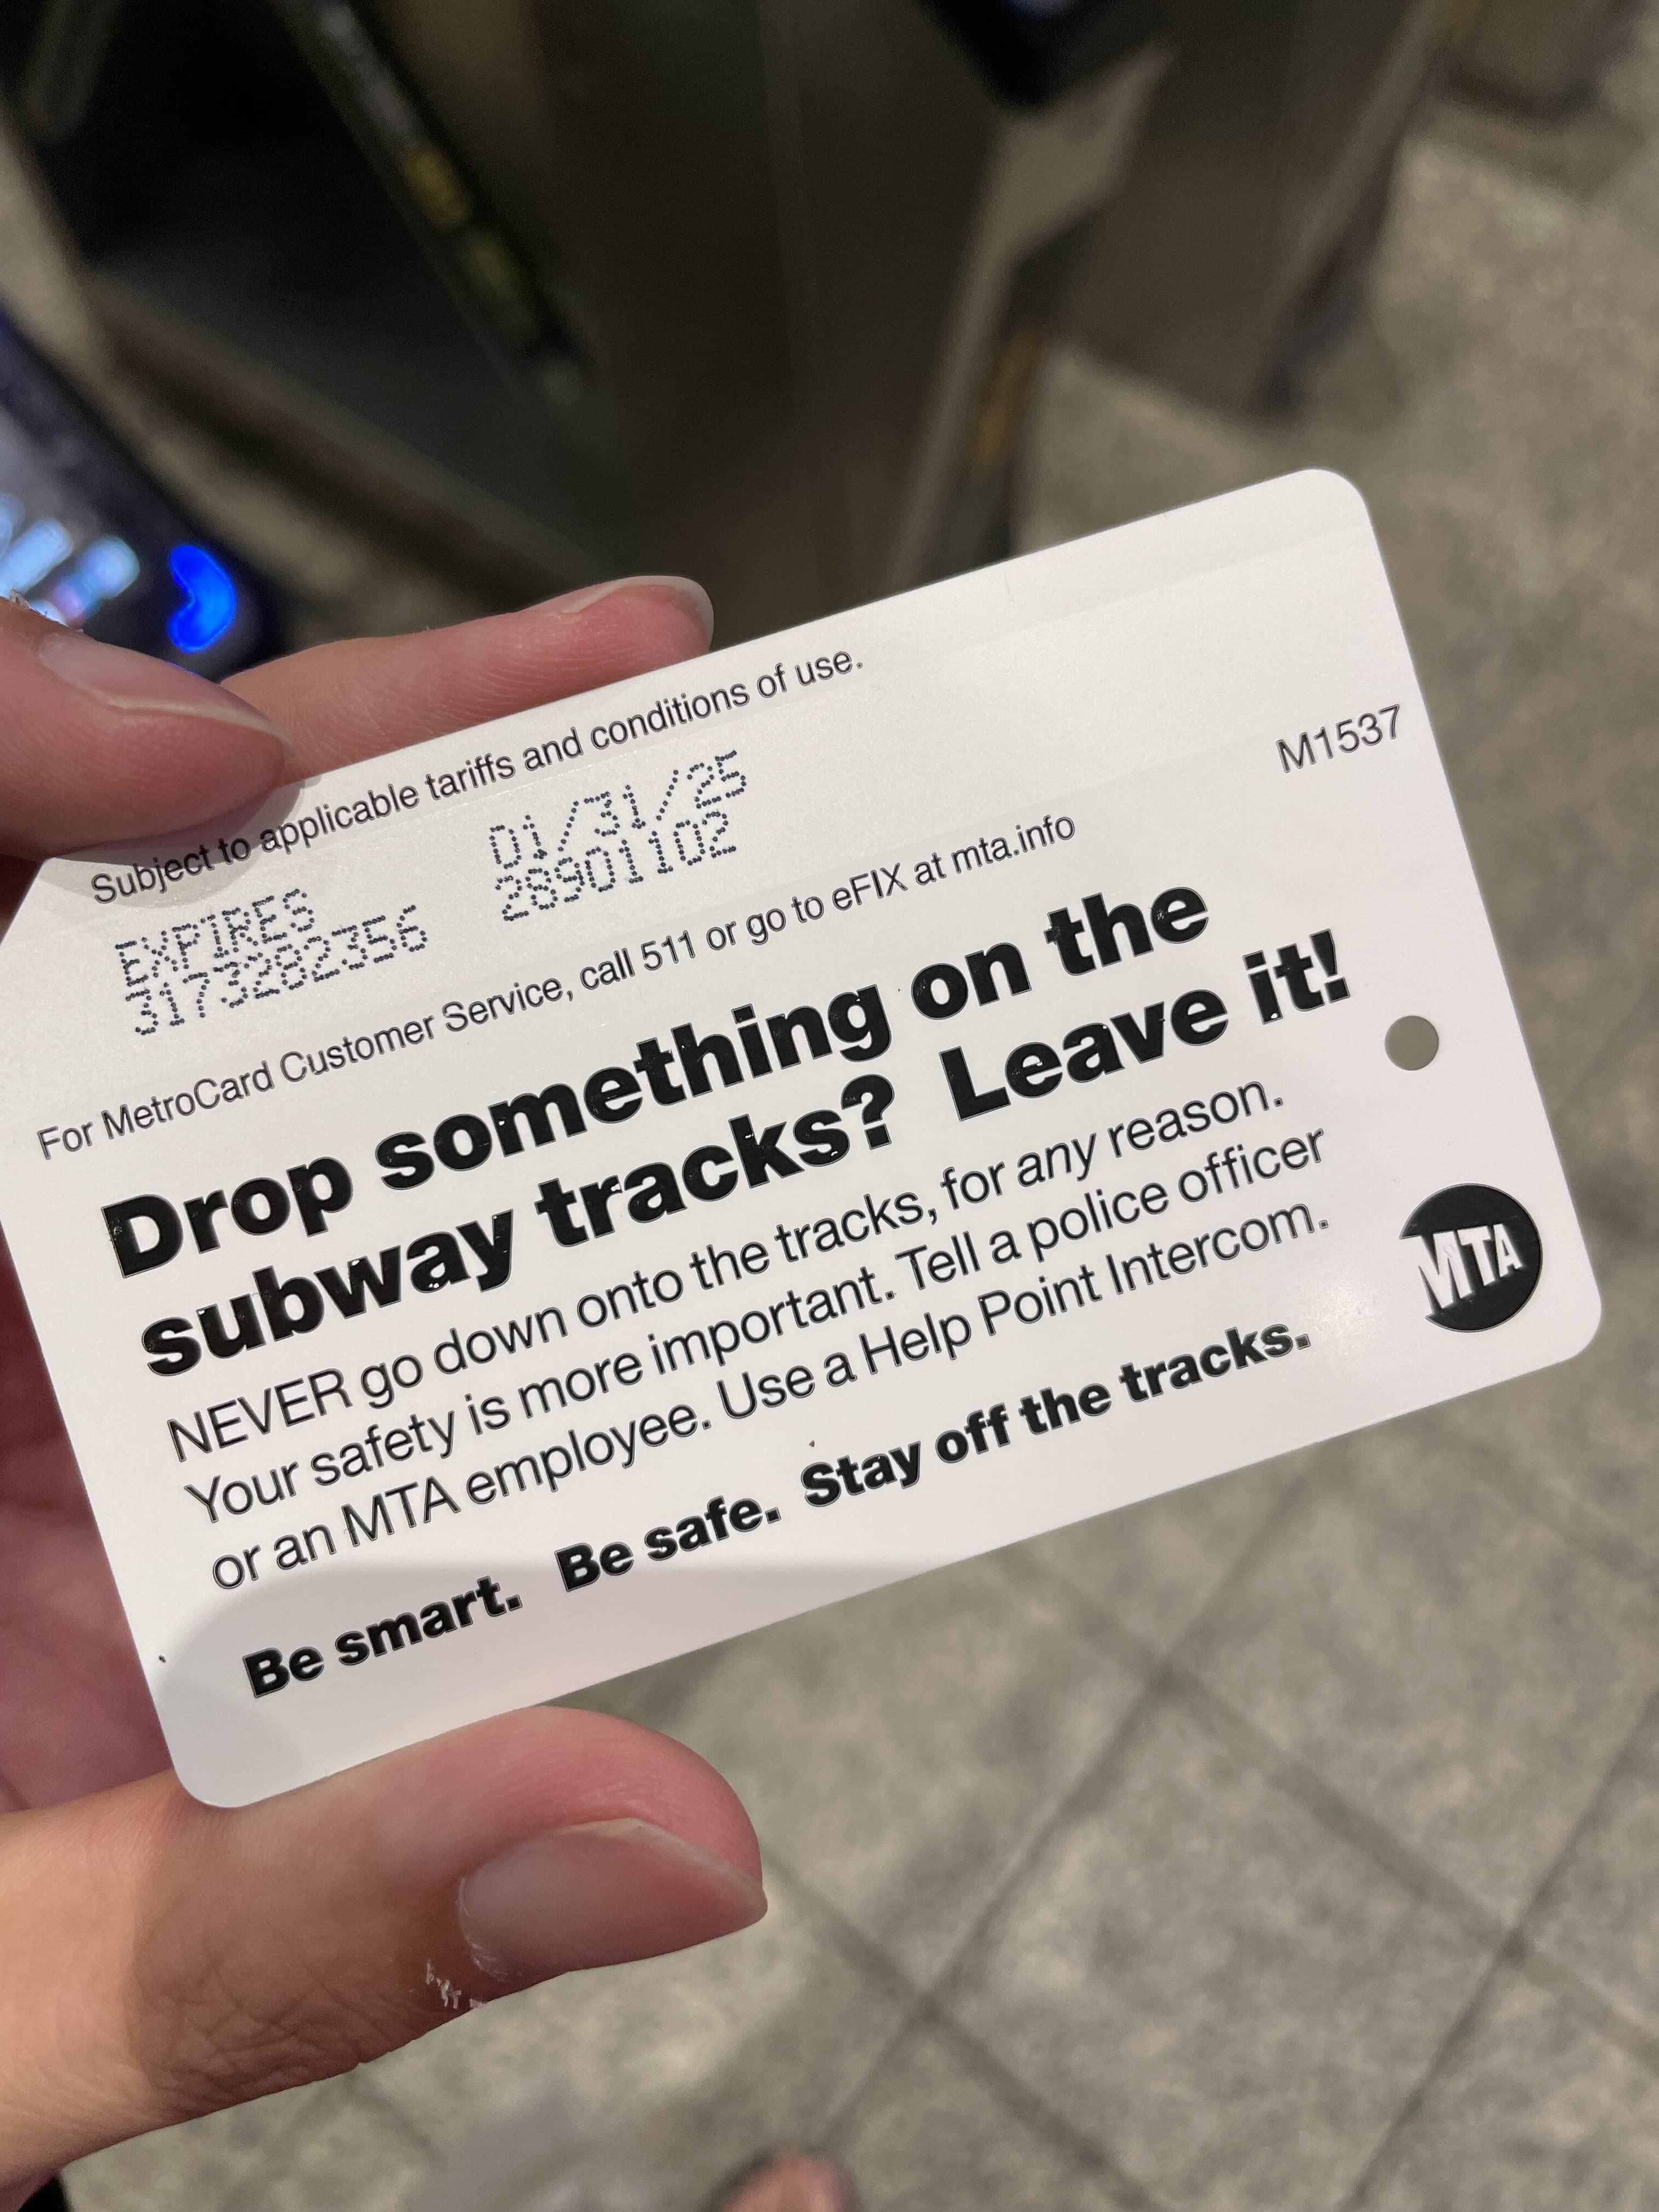 Subject to applicable tariffs and conditions of use.
EXPIRES 01/31/25
3173282356 28901102
M1537
For MetroCard Customer Service, call 511 or go to eFIX at mta.info
Drop something on the
subway tracks? Leave it!
NEVER go down onto the tracks, for any reason.
Your safety is more important. Tell a police officer
or an MTA employee. Use a Help Point Intercom.
Be smart. Be safe. Stay off the tracks.
MTA